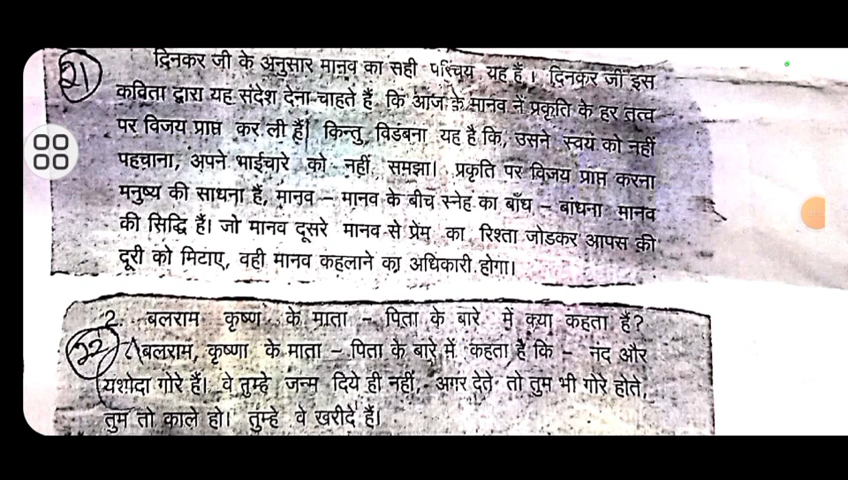 21 दिनकर जी के अनुसार मानव का सही परिचय यह हैं। दिनकर जी इस
कविता द्वारा यह संदेश देना चाहते हैं कि आज के मानव ने प्रकृति के हर तत्व
पर विजय प्राप्त कर ली हैं। किन्तु, विडंबना यह है कि, उसने स्वयं को नहीं
पहचाना, अपने भाईचारे को नहीं समझा। प्रकृति पर विजय प्राप्त करना
मनुष्य की साधना हैं, मानव – मानव के बीच स्नेह का बाँध – बांधना मानव
की सिद्धि हैं। जो मानव दूसरे मानव से प्रेम का रिश्ता जोडकर आपस की
दूरी को मिटाए, वही मानव कहलाने का अधिकारी होगा।
2. बलराम कृष्ण के माता – पिता के बारे में क्या कहता हैं?
22 बलराम, कृष्णा के माता – पिता के बारे में कहता है कि – नंद और
यशोदा गोरे हैं। वे तुम्हे जन्म दिये ही नहीं, अगर देते तो तुम भी गोरे होते,
तुम तो काले हो। तुम्हे वे खरीदे हैं।